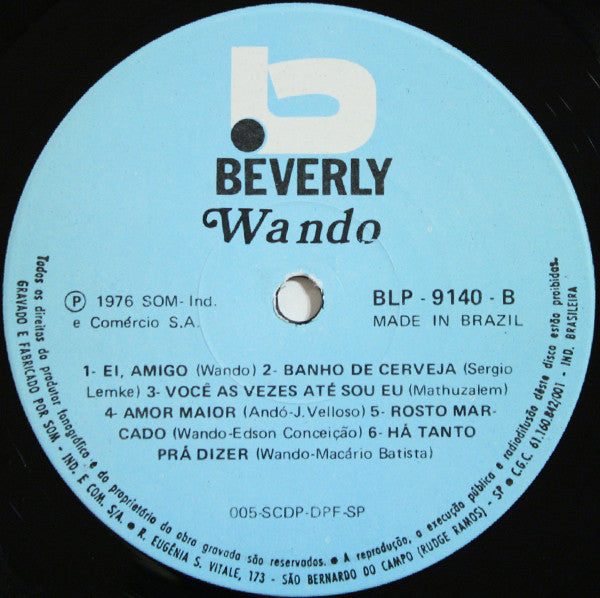 BEVERLY
Wando
Ⓟ 1976 SOM- Ind.
e Comércio S.A.
BLP - 9140 - B
MADE IN BRAZIL
1- EI, AMIGO (Wando) 2- BANHO DE CERVEJA (Sergio
Lemke) 3- VOCÊ AS VEZES ATÉ SOU EU (Mathuzalem)
4- AMOR MAIOR (Andó-J.Velloso) 5- ROSTO MAR-
CADO (Wando-Edson Conceição) 6- HÁ TANTO
PRÁ DIZER (Wando-Macário Batista)
005-SCDP-DPF-SP
Todos os direitos do produtor fonográfico e do proprietário da obra gravada são reservados. • A reprodução, a execução pública e radiodifusão dêste disco estão proibidas.
GRAVADO E FABRICADO POR SOM - IND. E COM. S/A. • R. EUGÊNIA S. VITALE, 173 - SÃO BERNARDO DO CAMPO (RUDGE RAMOS) - SP • C.G.C. 61.160.842/001 - IND. BRASILEIRA